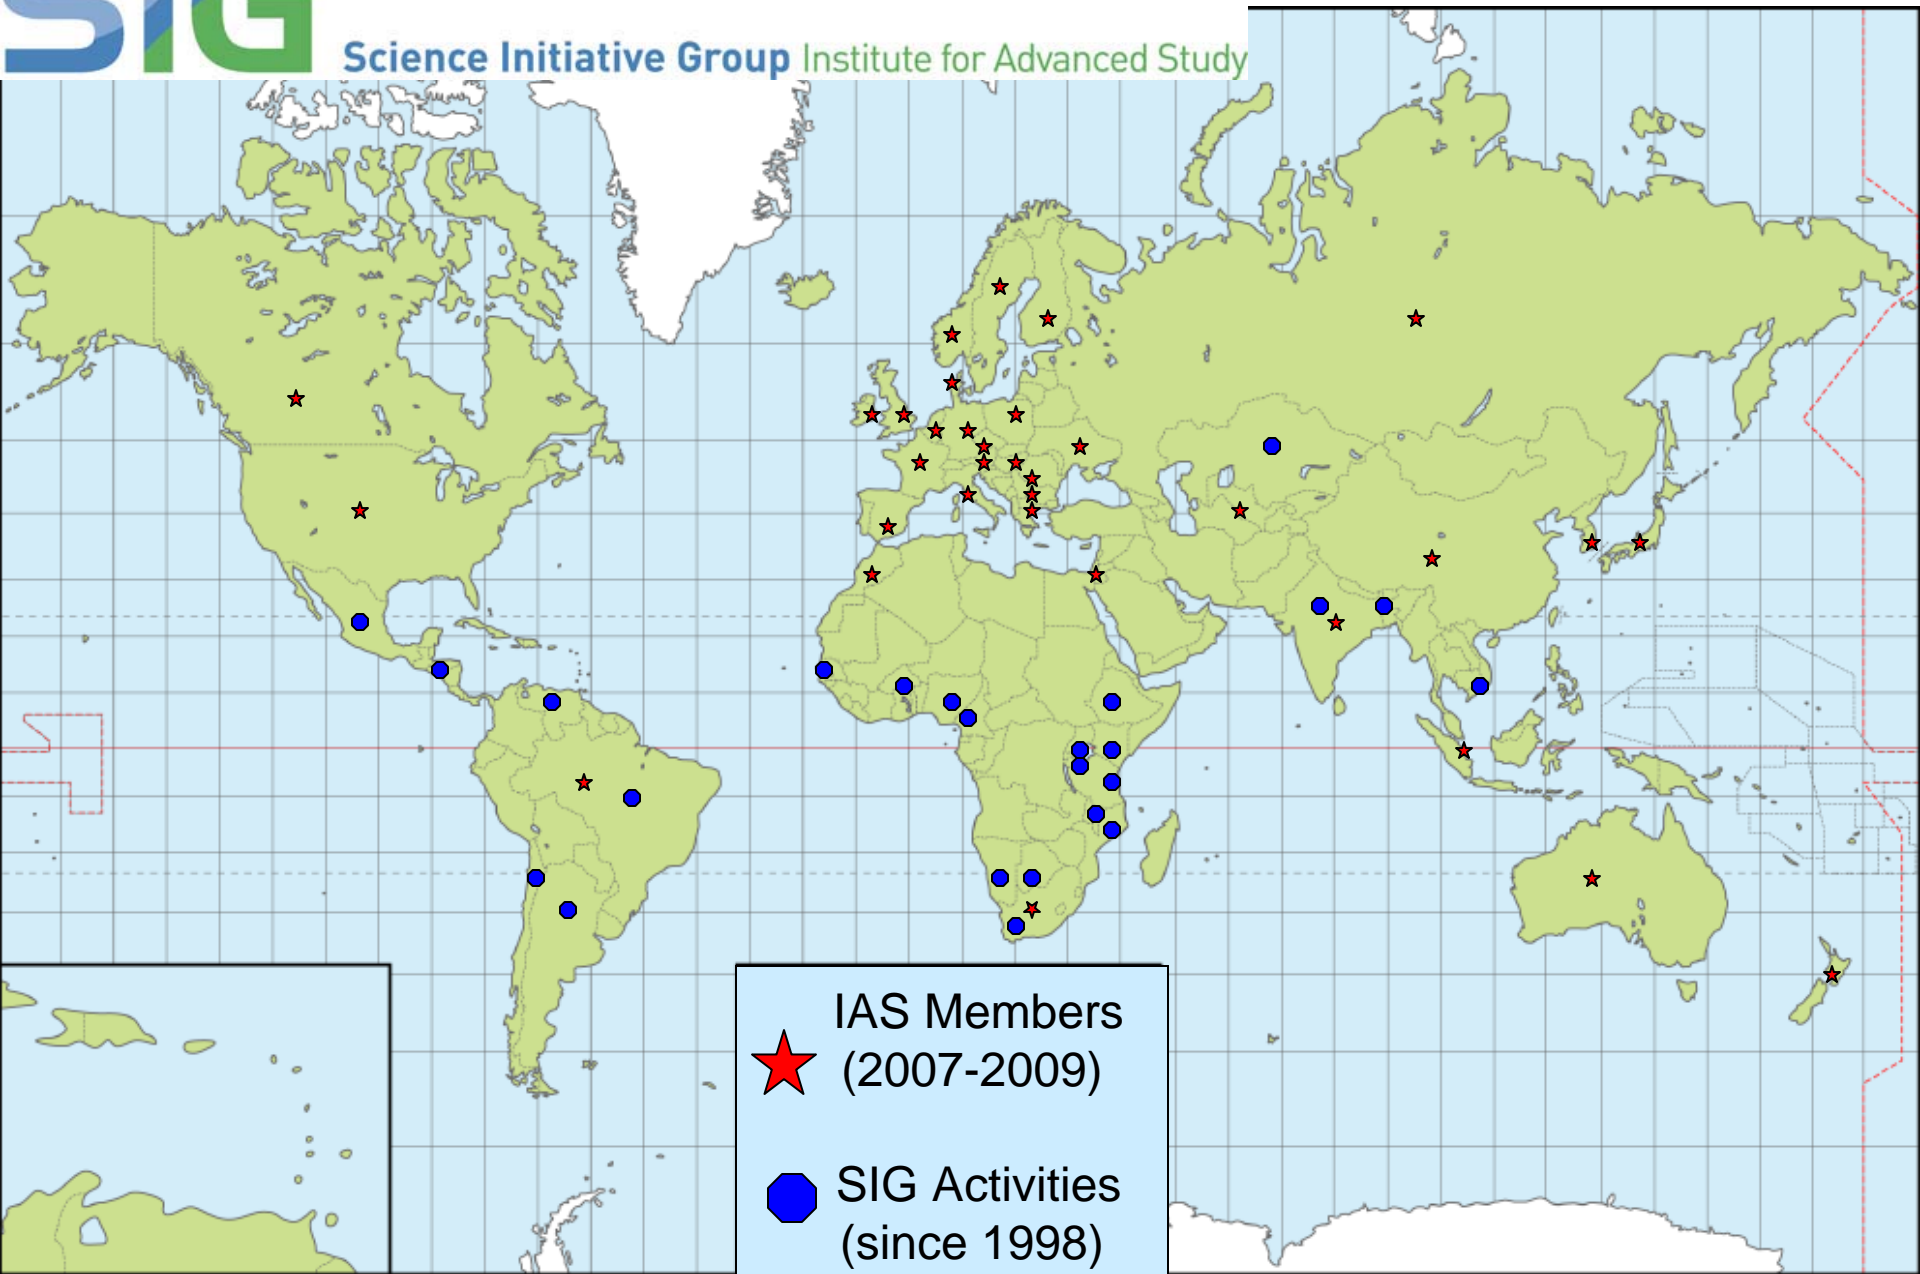 SIG
Science Initiative Group Institute for Advanced Study
IAS Members
(2007-2009)
SIG Activities
(since 1998)